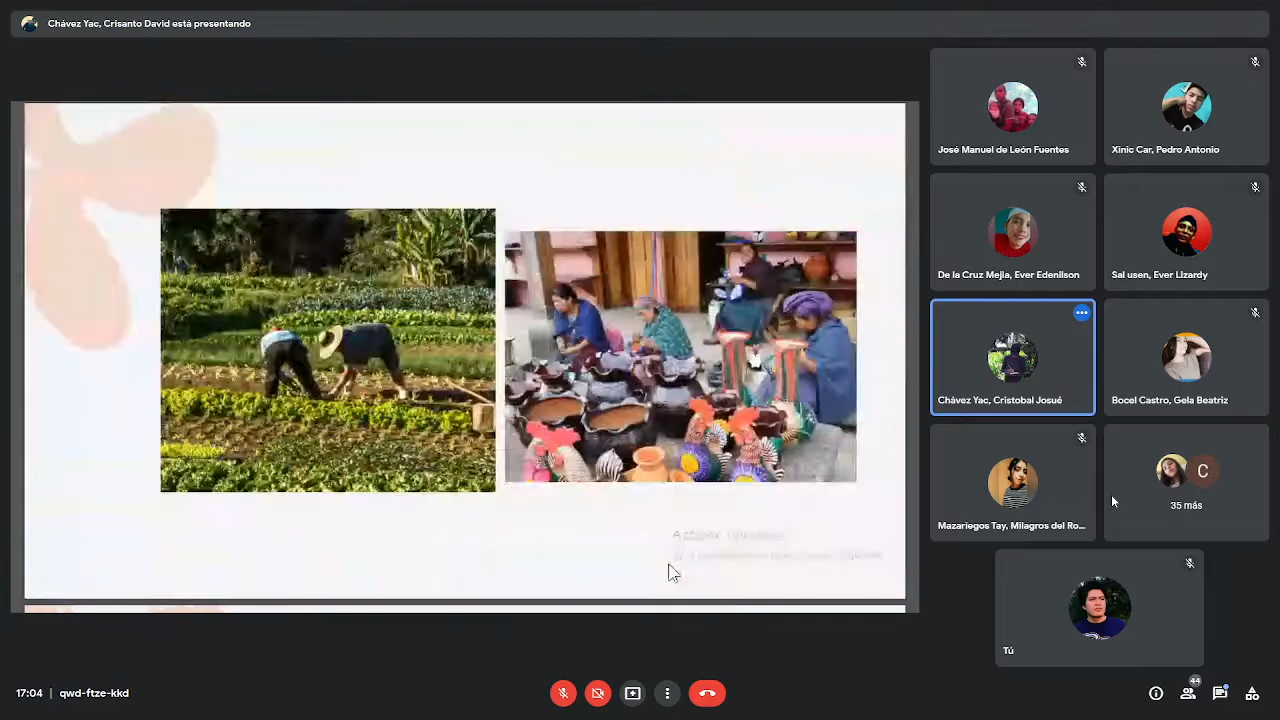 Chávez Yac, Crisanto David está presentando
José Manuel de León Fuentes
Xinic Car, Pedro Antonio
De la Cruz Mejia, Ever Edenilson
Sal usen, Ever Lizardy
Chávez Yac, Cristobal Josué
Bocel Castro, Gela Beatriz
Mazariegos Tay, Milagros del Ro...
C
35 más
Tú
17:04 | qwd-ftze-kkd
44
Activar